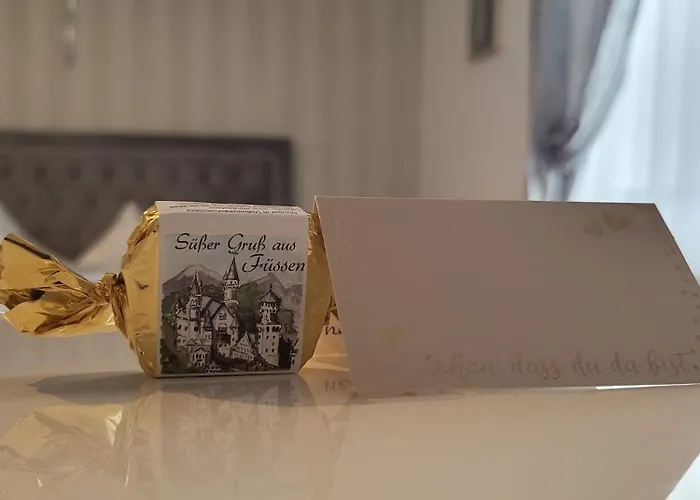 Süßer Gruß aus
Füssen
schön dass du da bist.